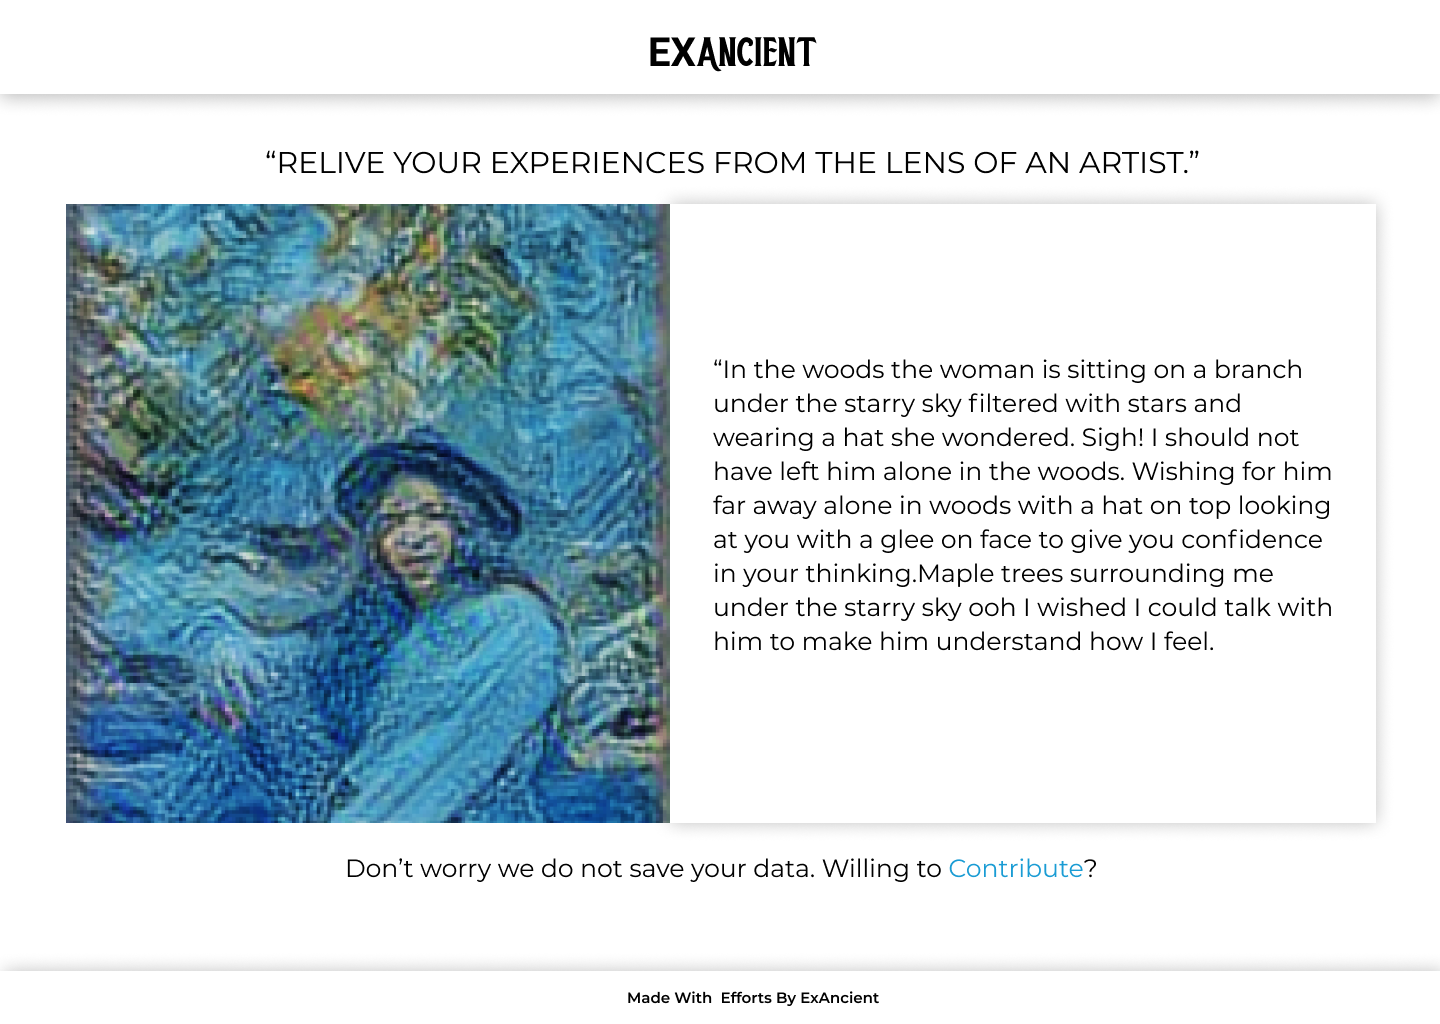 EXANCIENT
“RELIVE YOUR EXPERIENCES FROM THE LENS OF AN ARTIST.”
“In the woods the woman is sitting on a branch
under the starry sky filtered with stars and
wearing a hat she wondered. Sigh! I should not
have left him alone in the woods. Wishing for him
far away alone in woods with a hat on top looking
at you with a glee on face to give you confidence
in your thinking.Maple trees surrounding me
under the starry sky ooh I wished I could talk with
him to make him understand how I feel.
Don’t worry we do not save your data. Willing to Contribute?
Made With  Efforts By ExAncient